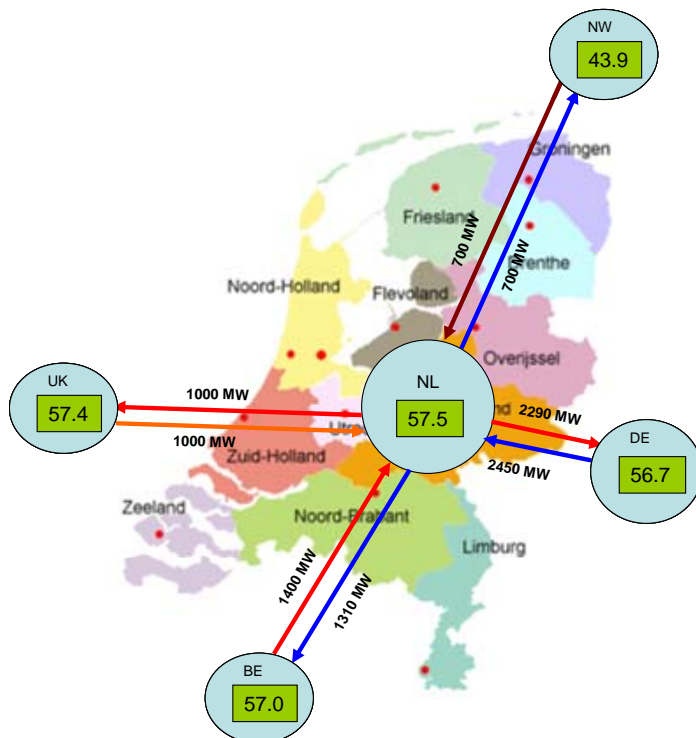 NW
43.9
Groningen
Friesland
700 MW
700 MW
Drenthe
Noord-Holland
Flevoland
Overijssel
NL
57.5
UK
57.4
1000 MW
1000 MW
2290 MW
2450 MW
DE
56.7
Zuid-Holland
Zeeland
Noord-Brabant
Limburg
1400 MW
1310 MW
BE
57.0